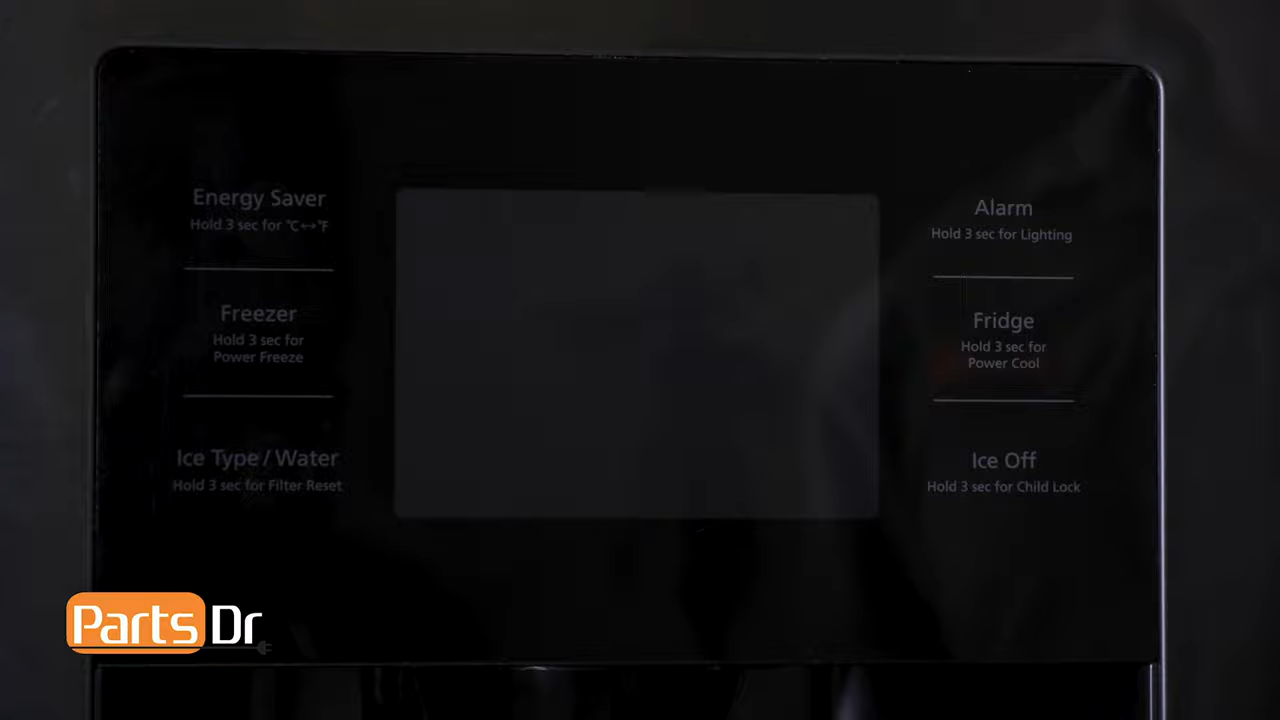 Energy Saver
Hold 3 sec for °C↔°F
Freezer
Hold 3 sec for
Power Freeze
Ice Type / Water
Hold 3 sec for Filter Reset
Alarm
Hold 3 sec for Lighting
Fridge
Hold 3 sec for
Power Cool
Ice Off
Hold 3 sec for Child Lock
Parts Dr